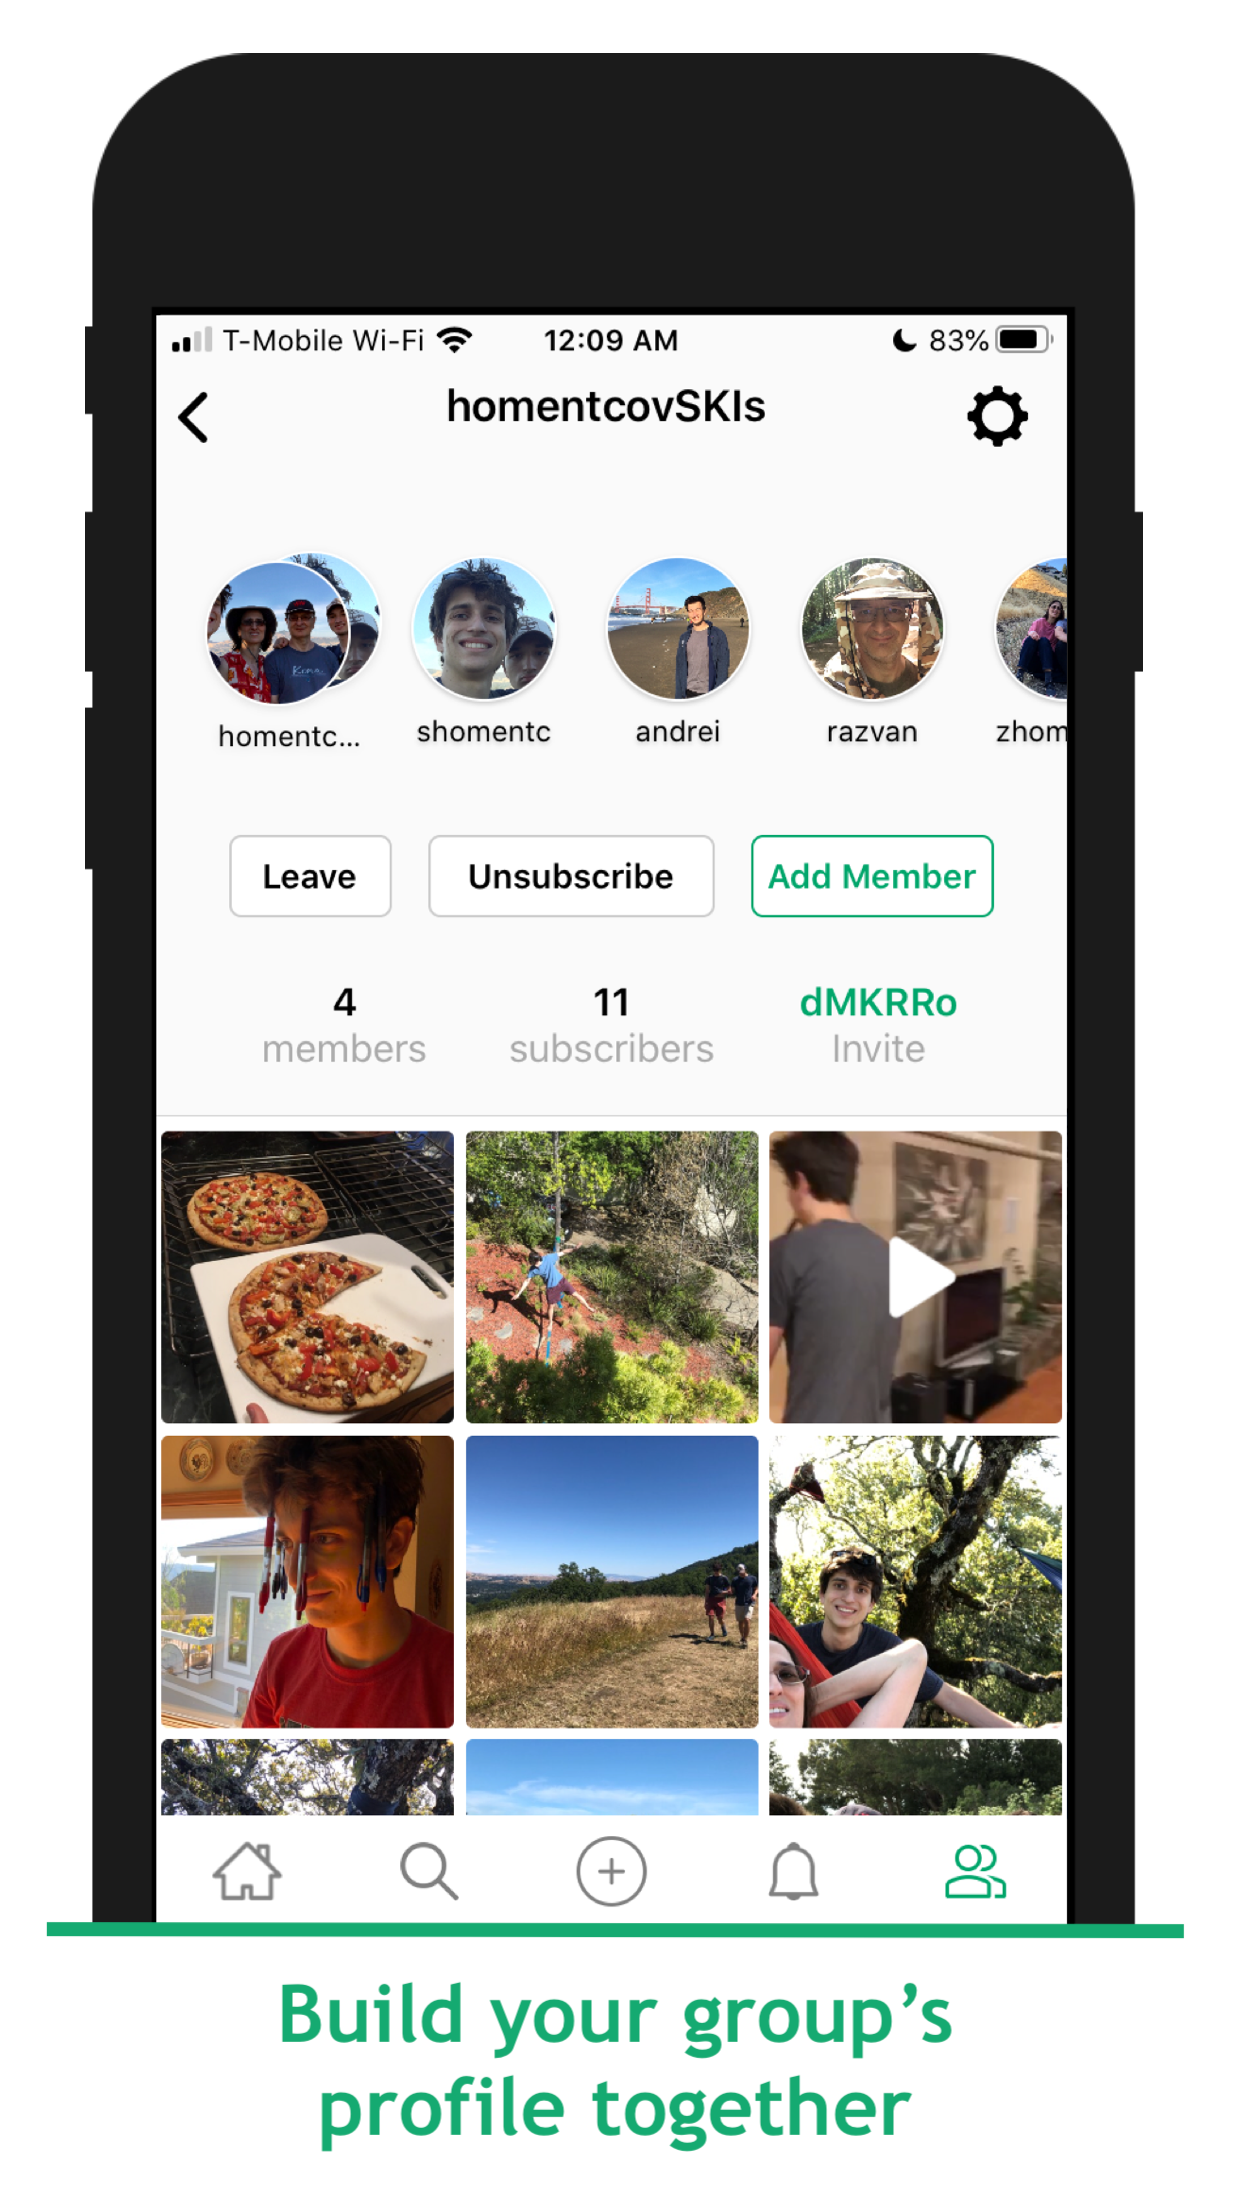 T-Mobile Wi-Fi 12:09 AM 83%
homentcovSKIs
homentc... shomentc andrei razvan zhom
Leave Unsubscribe Add Member
4 11 dMKRRo
members subscribers Invite
Build your group’s
profile together